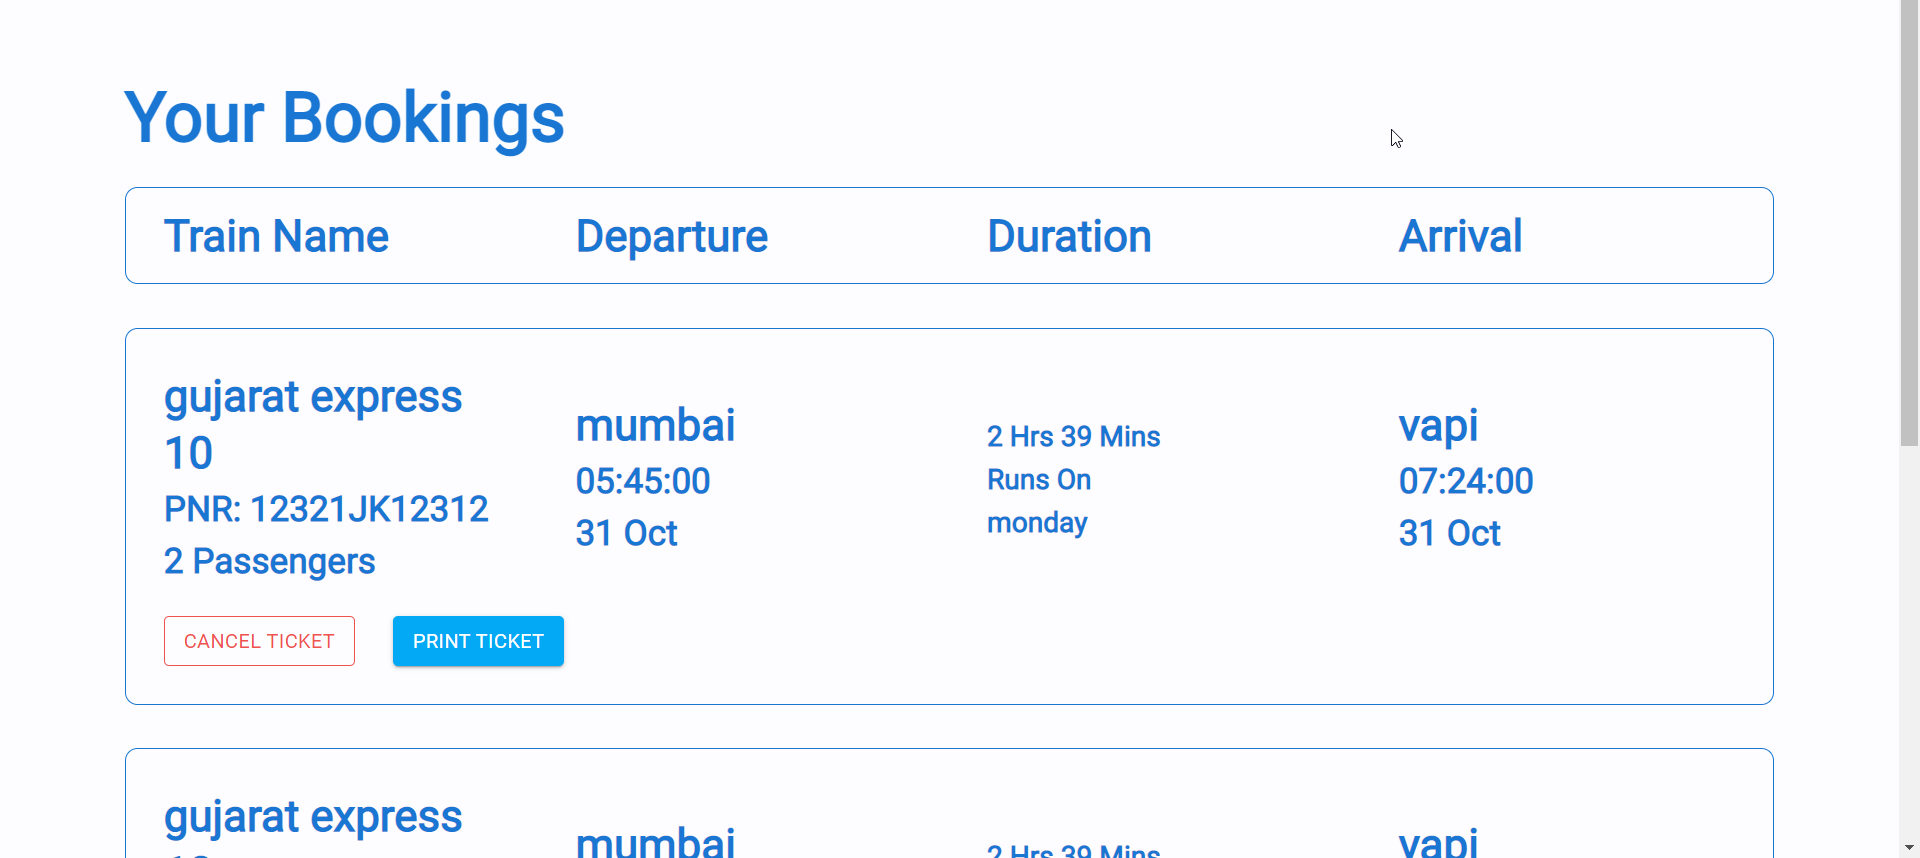 Your Bookings
Train Name Departure Duration Arrival
gujarat express
10
PNR: 12321JK12312
2 Passengers
mumbai
05:45:00
31 Oct
2 Hrs 39 Mins
Runs On
monday
vapi
07:24:00
31 Oct
CANCEL TICKET PRINT TICKET
gujarat express
mumbai
2 Hrs 39 Mins
vapi